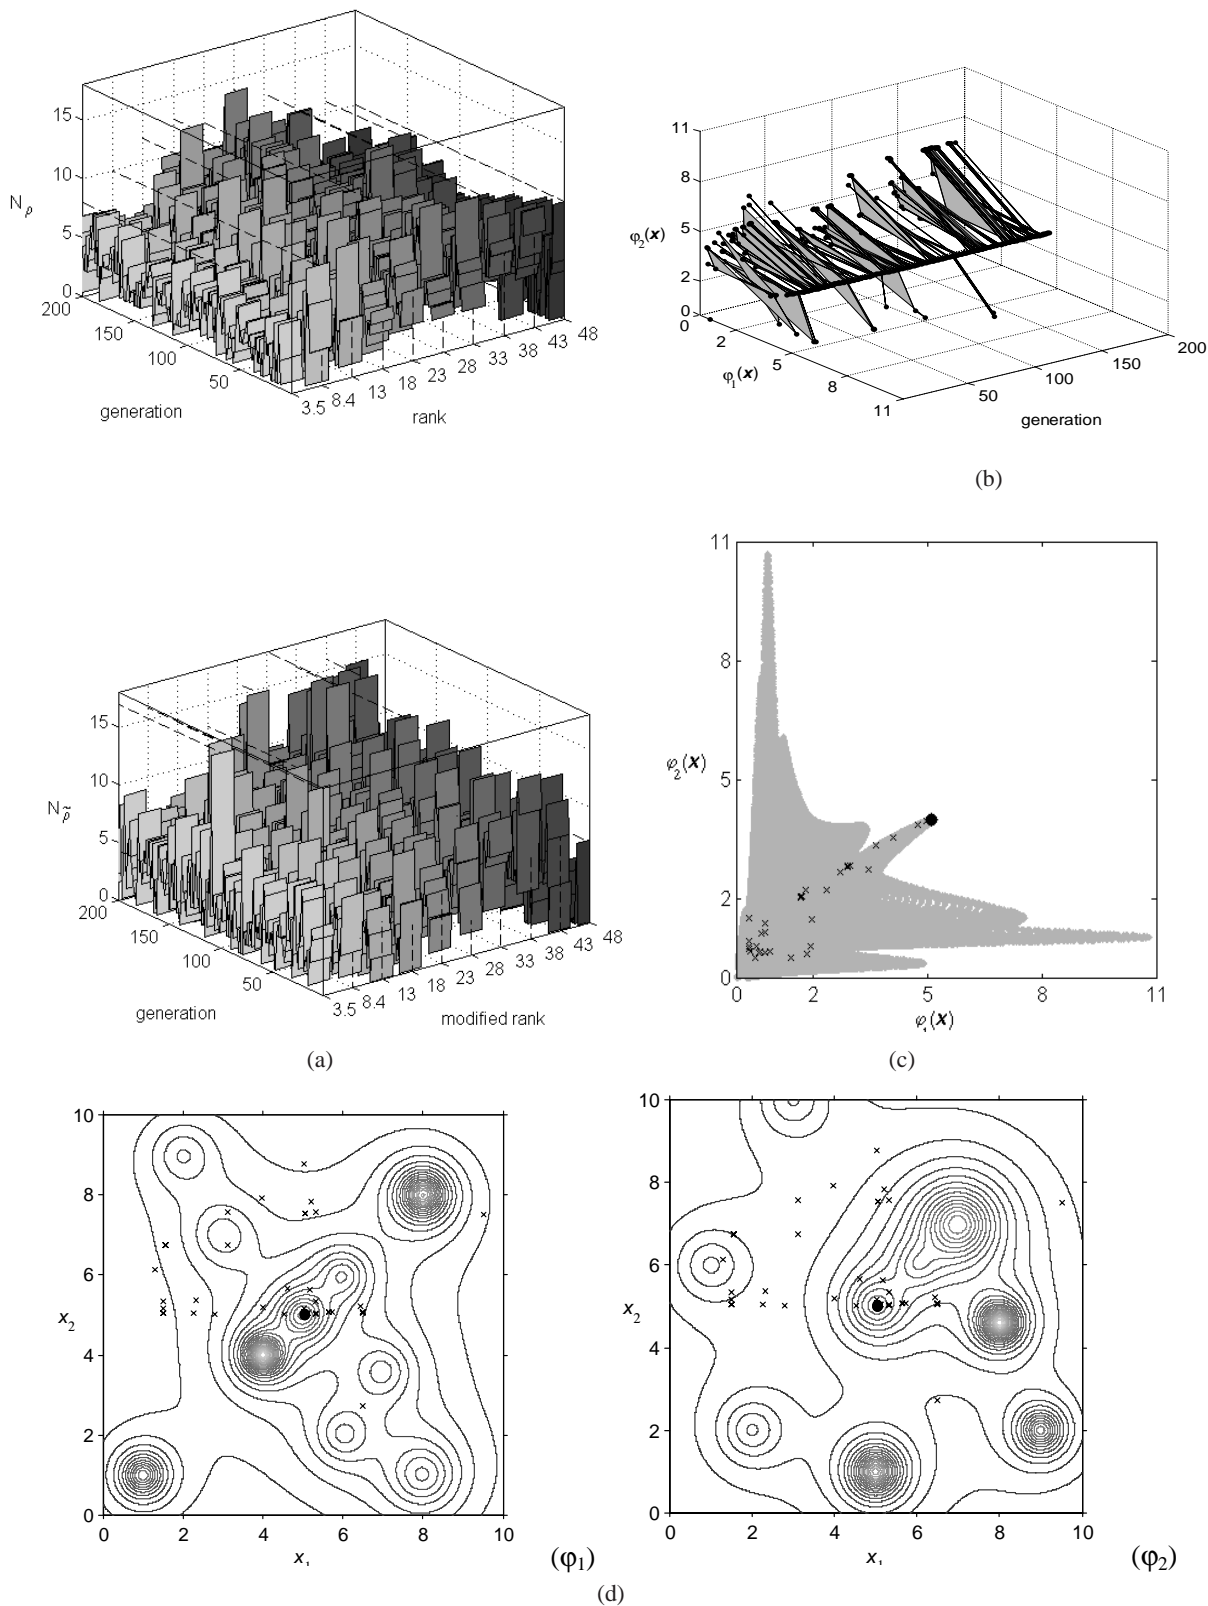 15
10
N ρ
5
0
200
150
100
50
generation
3.5 8.4 13 18 23 28 33 38 43 48
rank
11
8
φ2(x)
5
2
0
0
2
5
8
11
φ1(x)
50
100
150
200
generation
(b)
15
10
N ρ̃
5
0
200
150
100
50
generation
3.5 8.4 13 18 23 28 33 38 43 48
modified rank
(a)
11
8
φ2(x)
5
2
0
0 2 5 8 11
φ1(x)
(c)
10
8
6
x2
4
2
0
0 2 4 6 8 10
x1
(φ1)
10
8
6
x2
4
2
0
0 2 4 6 8 10
x1
(φ2)
(d)